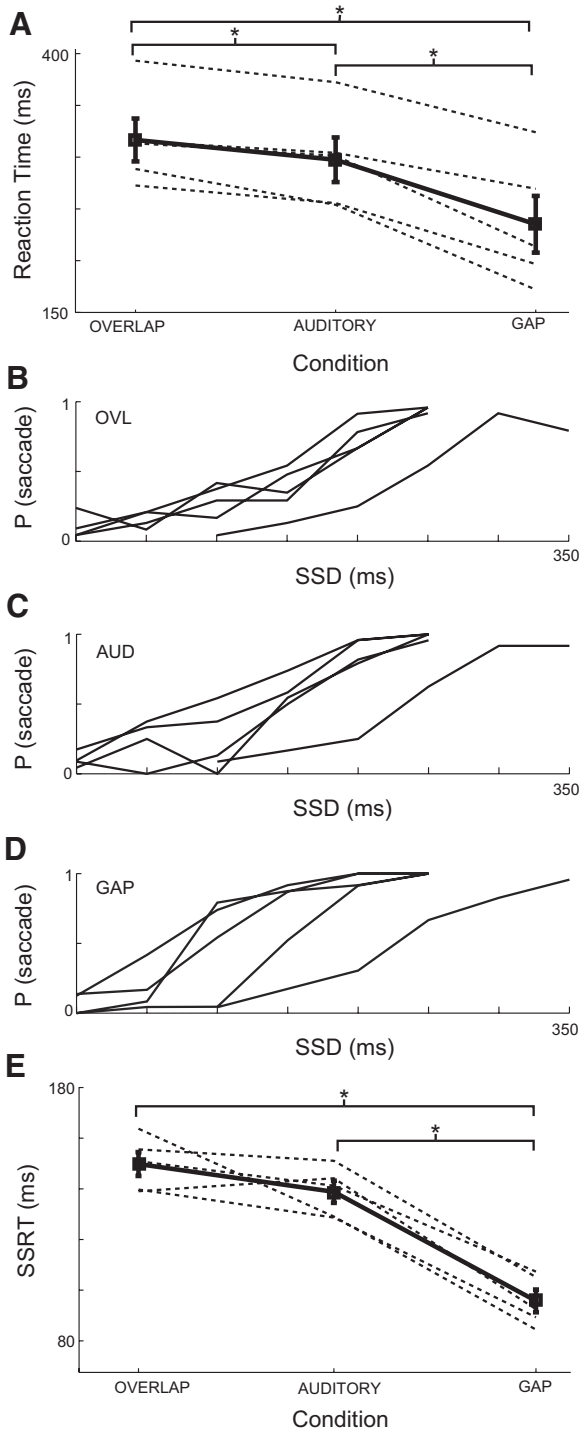 A
*
*
*
400
Reaction Time (ms)
150
OVERLAP AUDITORY GAP
Condition
B
1
OVL
P (saccade)
0
350
SSD (ms)
C
1
AUD
P (saccade)
0
350
SSD (ms)
D
1
GAP
P (saccade)
0
350
SSD (ms)
E
180
*
*
SSRT (ms)
80
OVERLAP AUDITORY GAP
Condition